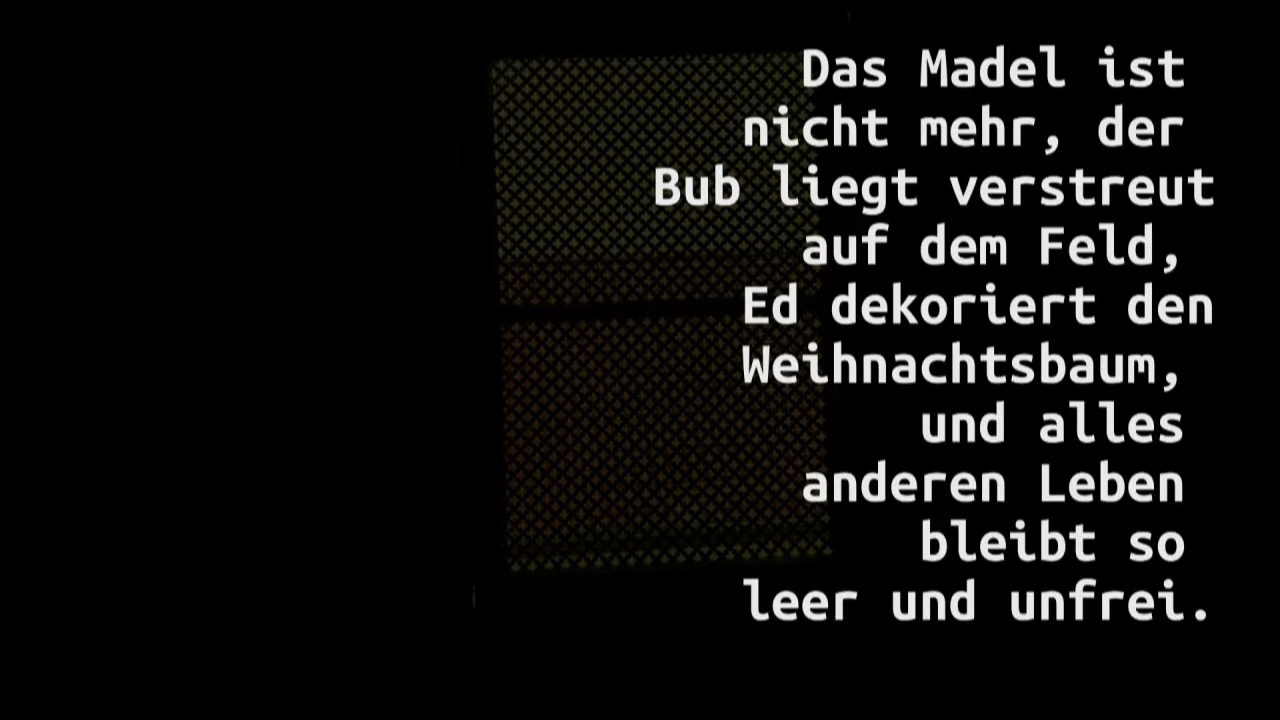 Das Madel ist
nicht mehr, der
Bub liegt verstreut
auf dem Feld,
Ed dekoriert den
Weihnachtsbaum,
und alles
anderen Leben
bleibt so
leer und unfrei.